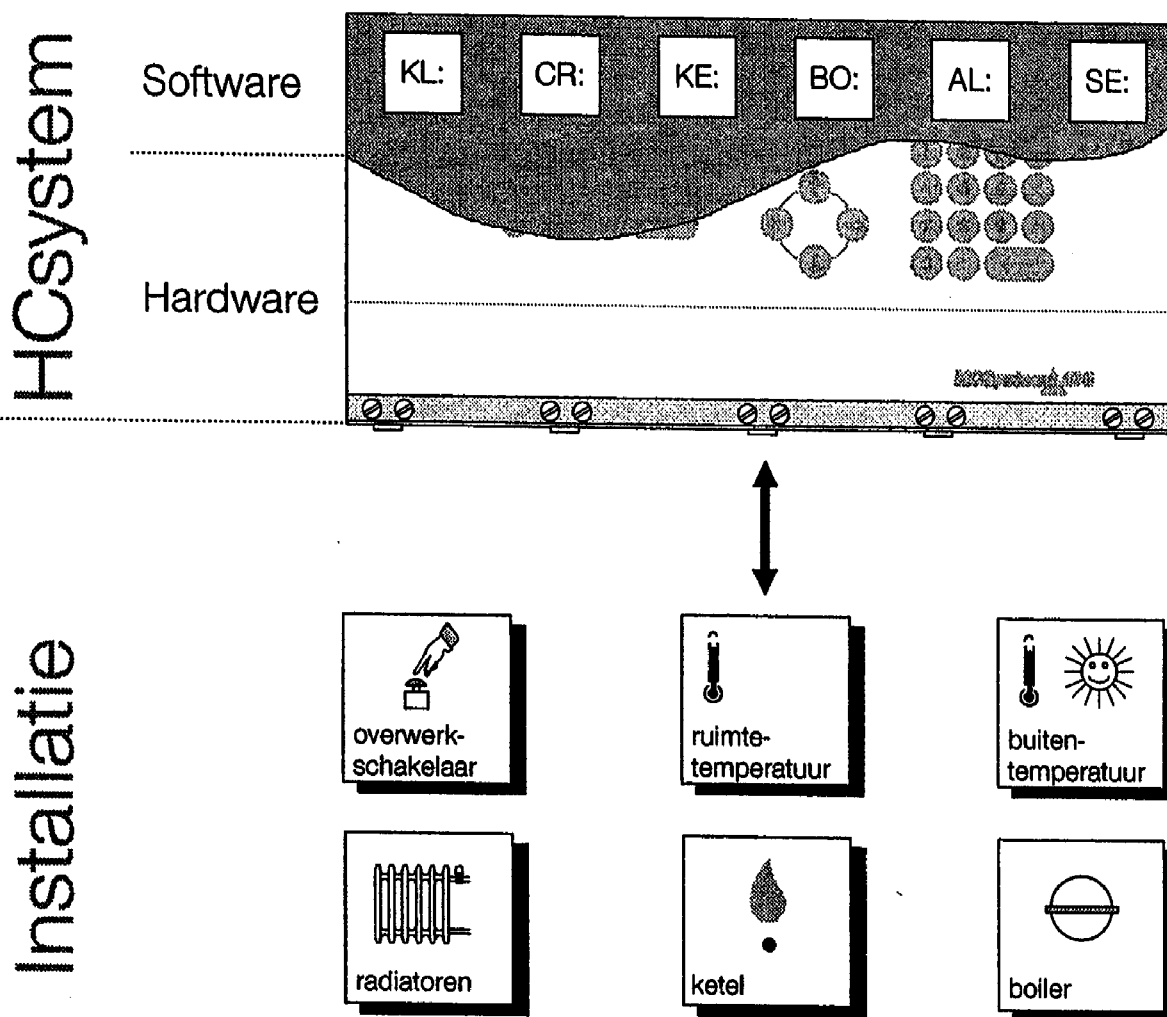 HCsystem
Software
KL:
CR:
KE:
BO:
AL:
SE:
Hardware
Installatie
overwerk-
schakelaar
ruimte-
temperatuur
buiten-
temperatuur
radiatoren
ketel
boiler